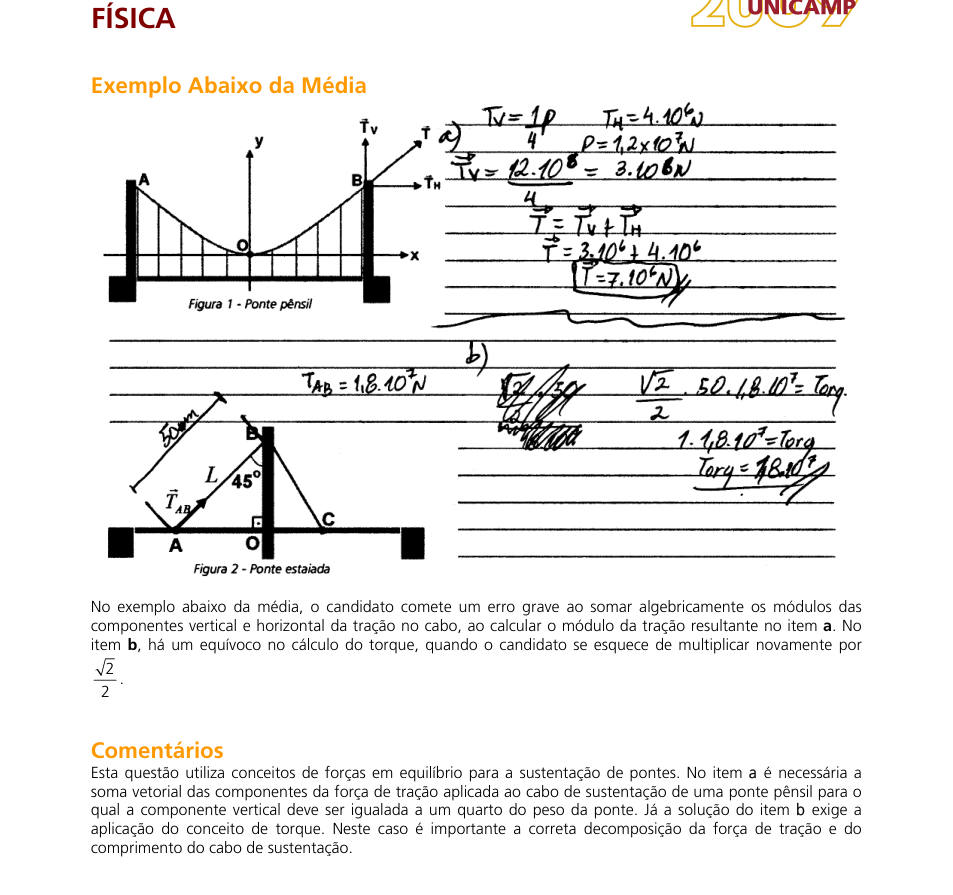 FÍSICA
2009
UNICAMP
Exemplo Abaixo da Média
y
T⃗v
T⃗
A
B
T⃗H
O
x
Figura 1 - Ponte pênsil
a)
Tv = 1P/4
TH = 4.10⁶N
P = 1,2x10⁷N
T⃗v = 12.10⁶/4 = 3.10⁶N
T⃗ = T⃗v + T⃗H
T⃗ = 3.10⁶ + 4.10⁶
T⃗ = 7.10⁶N
b)
TAB = 1,8.10⁷N
√2/2 . 50 . 1,8.10⁷ = Torq.
1. 1,8.10⁷ = Torq
Torq = 1,8.10⁷
50m
B
L
45°
T⃗AB
A
O
C
Figura 2 - Ponte estaiada
No exemplo abaixo da média, o candidato comete um erro grave ao somar algebricamente os módulos das
componentes vertical e horizontal da tração no cabo, ao calcular o módulo da tração resultante no item a. No
item b, há um equívoco no cálculo do torque, quando o candidato se esquece de multiplicar novamente por
√2/2 .
Comentários
Esta questão utiliza conceitos de forças em equilíbrio para a sustentação de pontes. No item a é necessária a
soma vetorial das componentes da força de tração aplicada ao cabo de sustentação de uma ponte pênsil para o
qual a componente vertical deve ser igualada a um quarto do peso da ponte. Já a solução do item b exige a
aplicação do conceito de torque. Neste caso é importante a correta decomposição da força de tração e do
comprimento do cabo de sustentação.